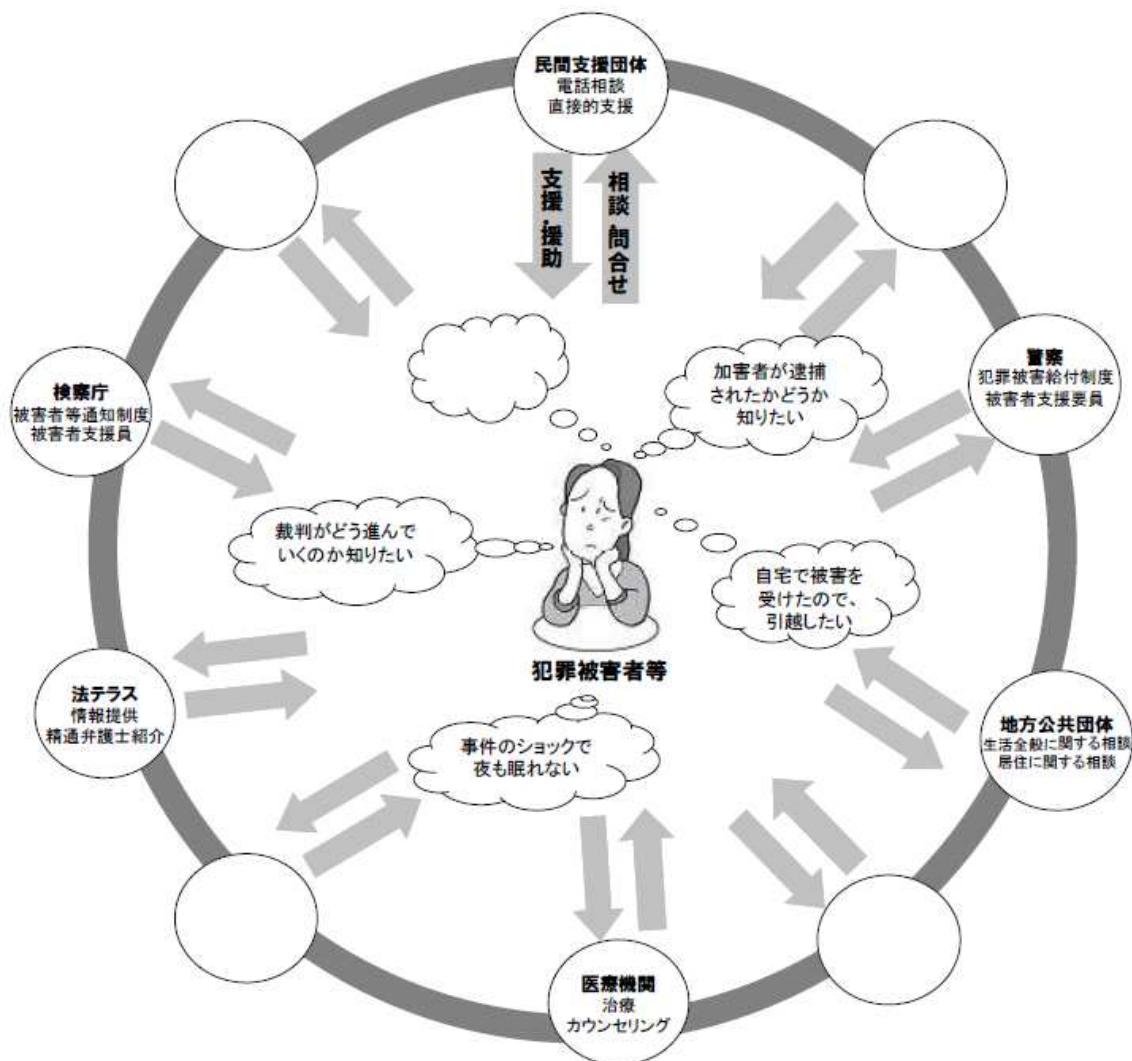 民間支援団体
電話相談
直接的支援
支援・援助
相談・問合せ
加害者が逮捕
されたかどうか
知りたい
警察
犯罪被害給付制度
被害者支援要員
検察庁
被害者等通知制度
被害者支援員
裁判がどう進んで
いくのか知りたい
自宅で被害を
受けたので、
引越したい
犯罪被害者等
法テラス
情報提供
精通弁護士紹介
事件のショックで
夜も眠れない
地方公共団体
生活全般に関する相談
居住に関する相談
医療機関
治療
カウンセリング